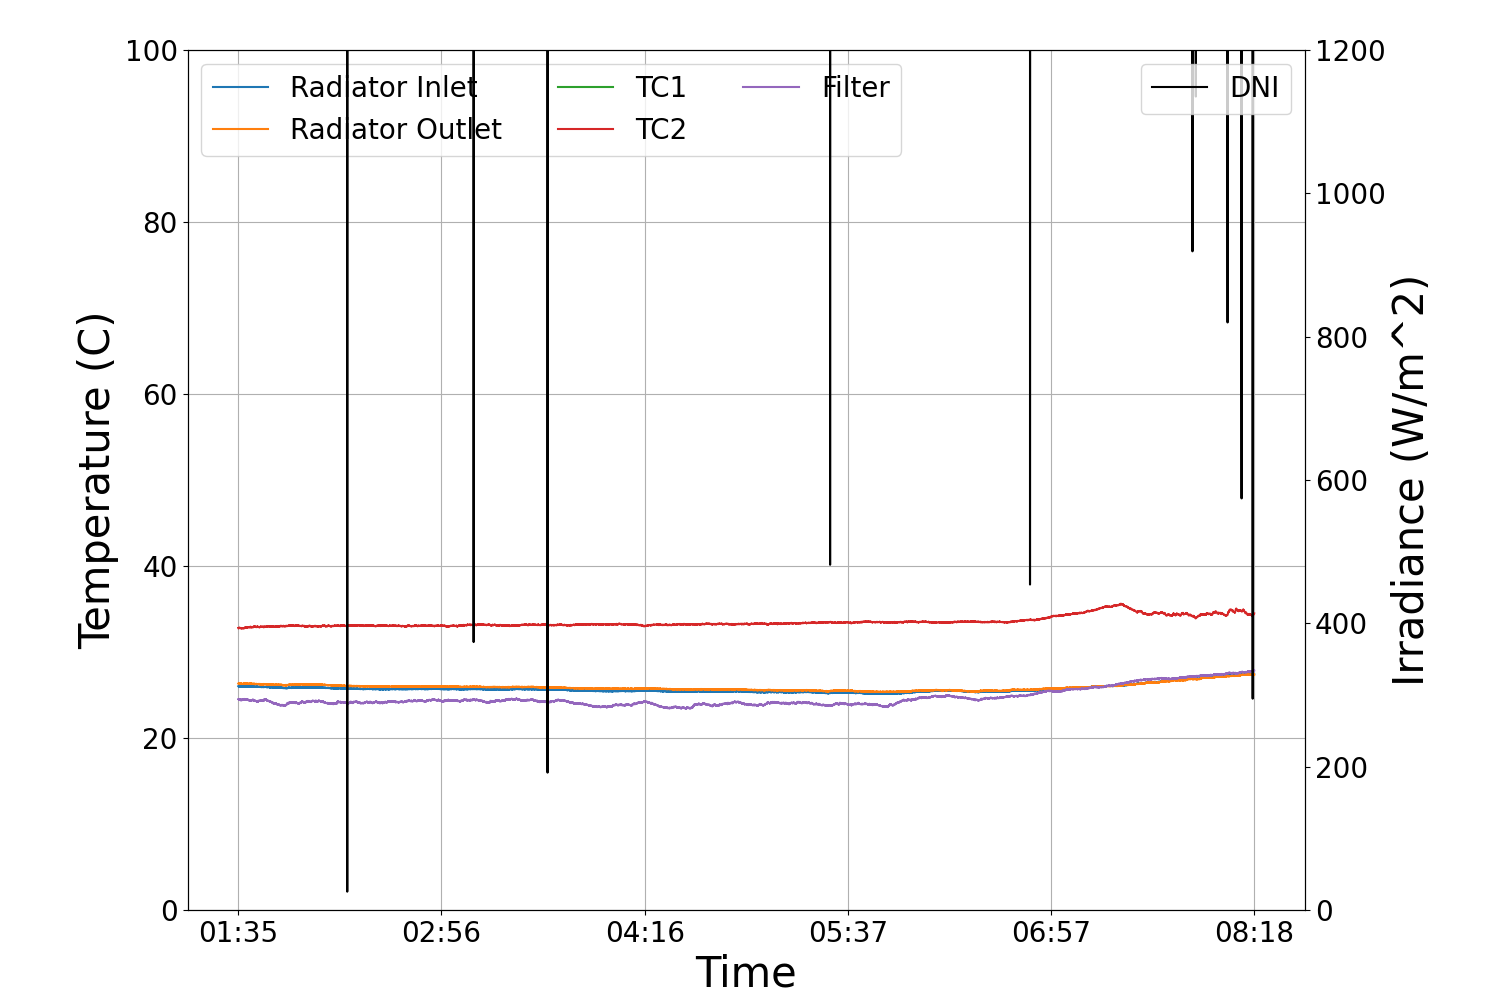 Radiator Inlet
Radiator Outlet
TC1
TC2
Filter
DNI
100
80
60
40
20
0
Temperature (C)
1200
1000
800
600
400
200
0
Irradiance (W/m^2)
01:35 02:56 04:16 05:37 06:57 08:18
Time